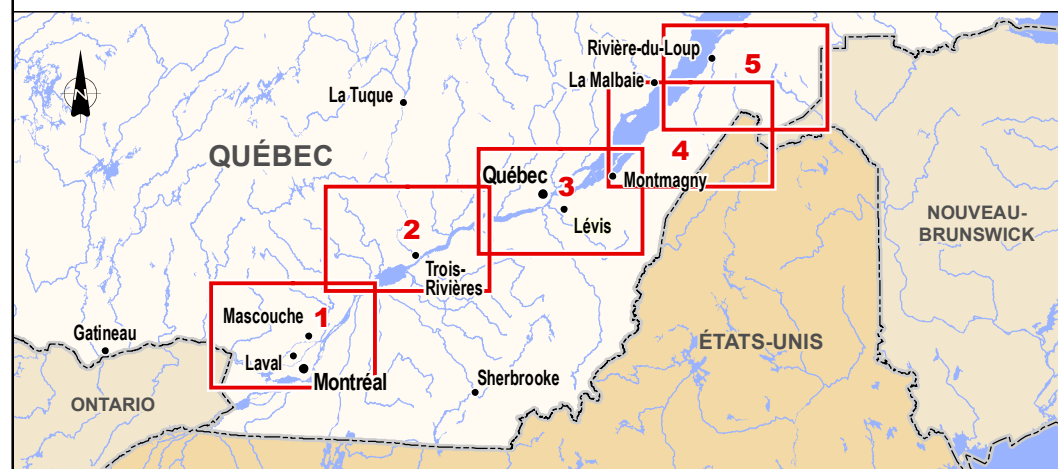 Rivière-du-Loup
5
La Malbaie
N
La Tuque
QUÉBEC
4
Québec
3
Montmagny
Lévis
2
NOUVEAU-
BRUNSWICK
Trois-
Rivières
Mascouche
1
Gatineau
Laval
Montréal
ÉTATS-UNIS
Sherbrooke
ONTARIO